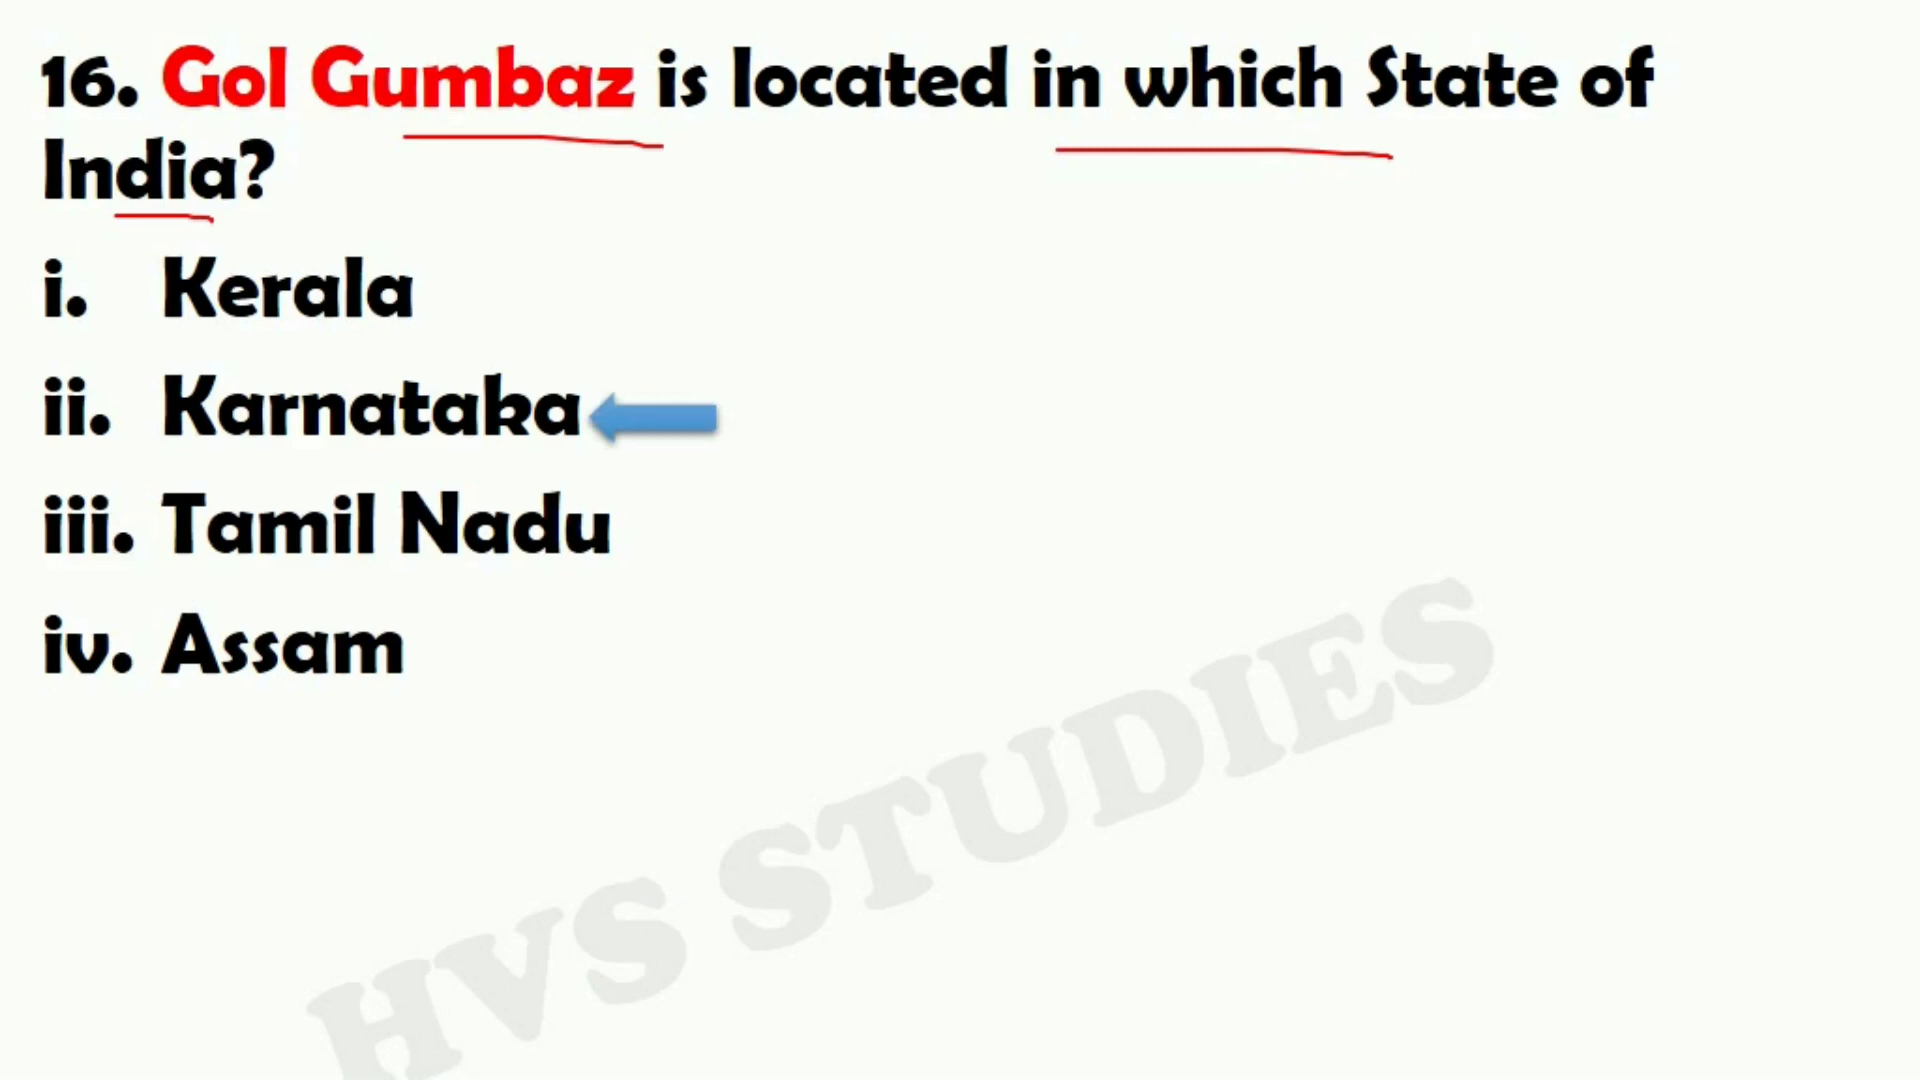 16. Gol Gumbaz is located in which State of
India?
i. Kerala
ii. Karnataka
iii. Tamil Nadu
iv. Assam
HVS STUDIES